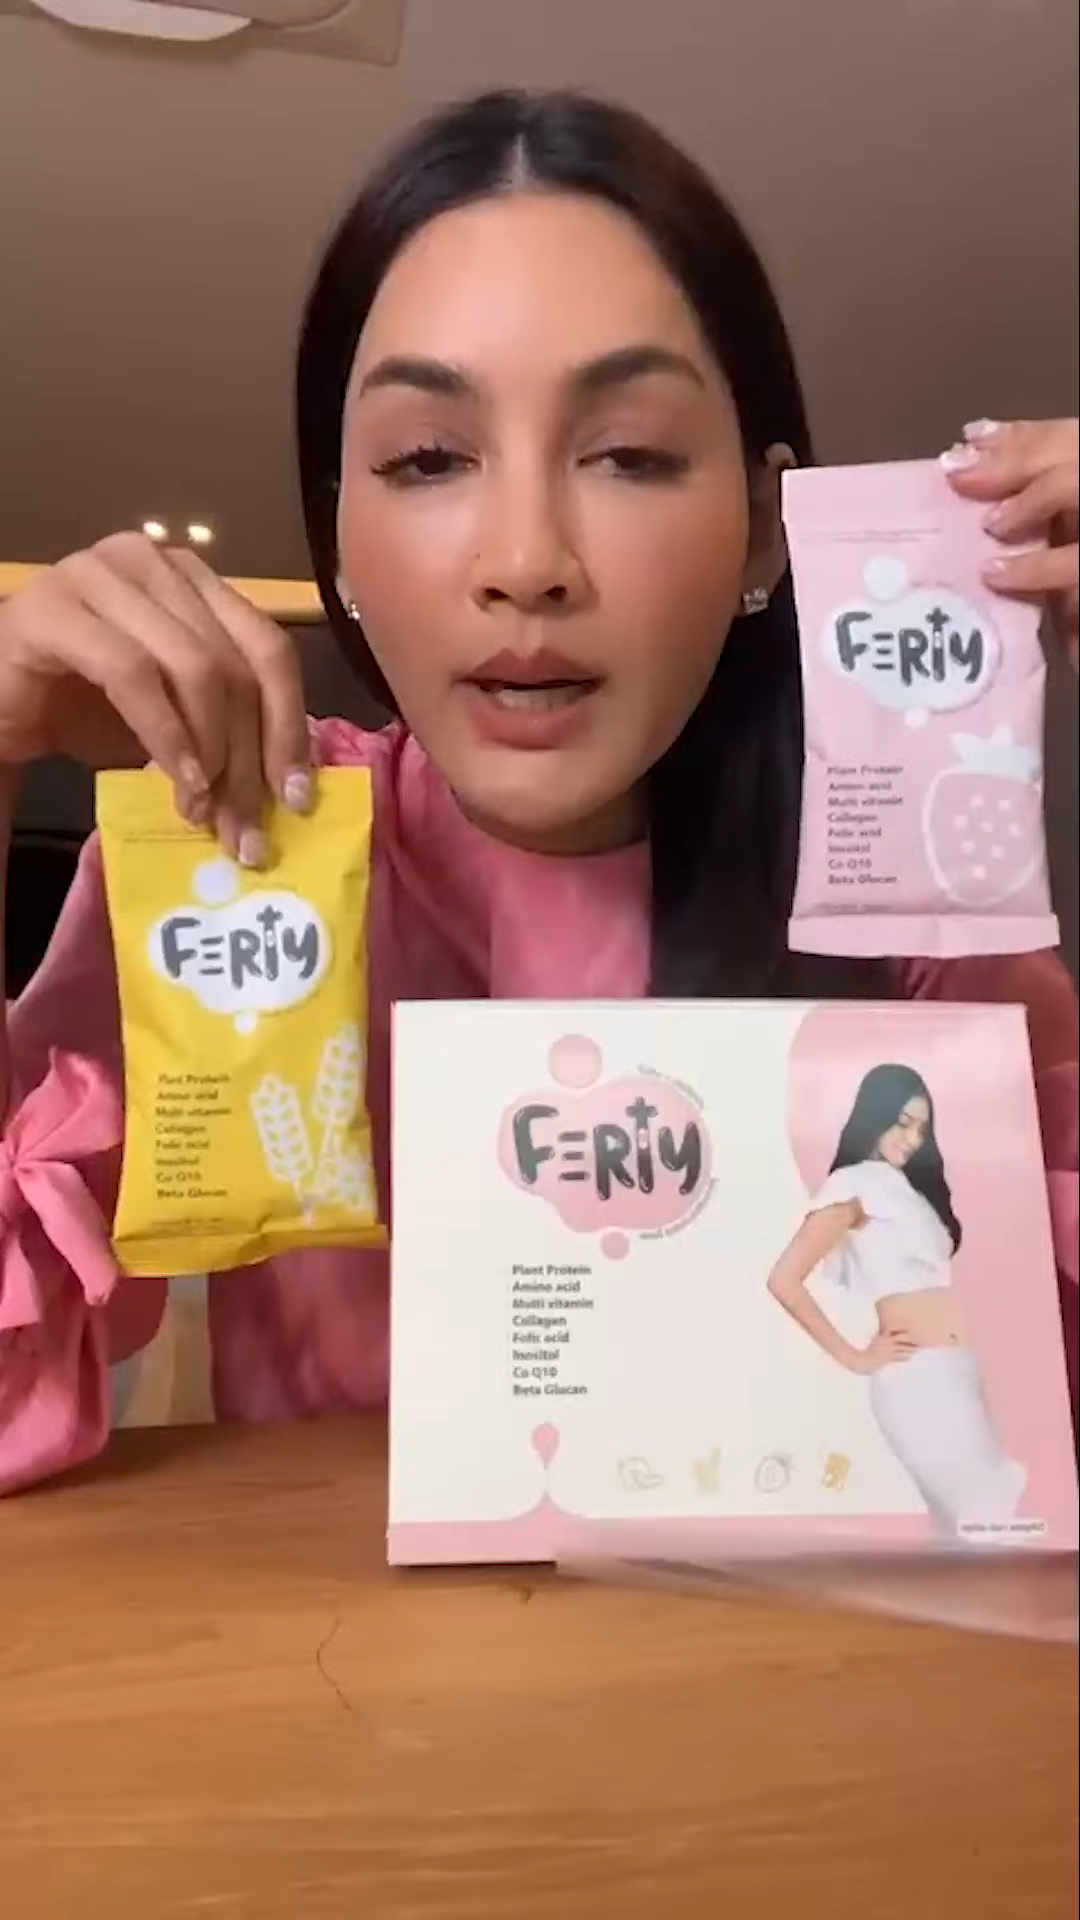 FERTY
Plant Protein
Amino acid
Multi vitamin
Collagen
Folic acid
Inositol
Co Q10
Beta Glucan
FERTY
Plant Protein
Amino acid
Multi vitamin
Collagen
Folic acid
Inositol
Co Q10
Beta Glucan
FERTY
Plant Protein
Amino acid
Multi vitamin
Collagen
Folic acid
Inositol
Co Q10
Beta Glucan